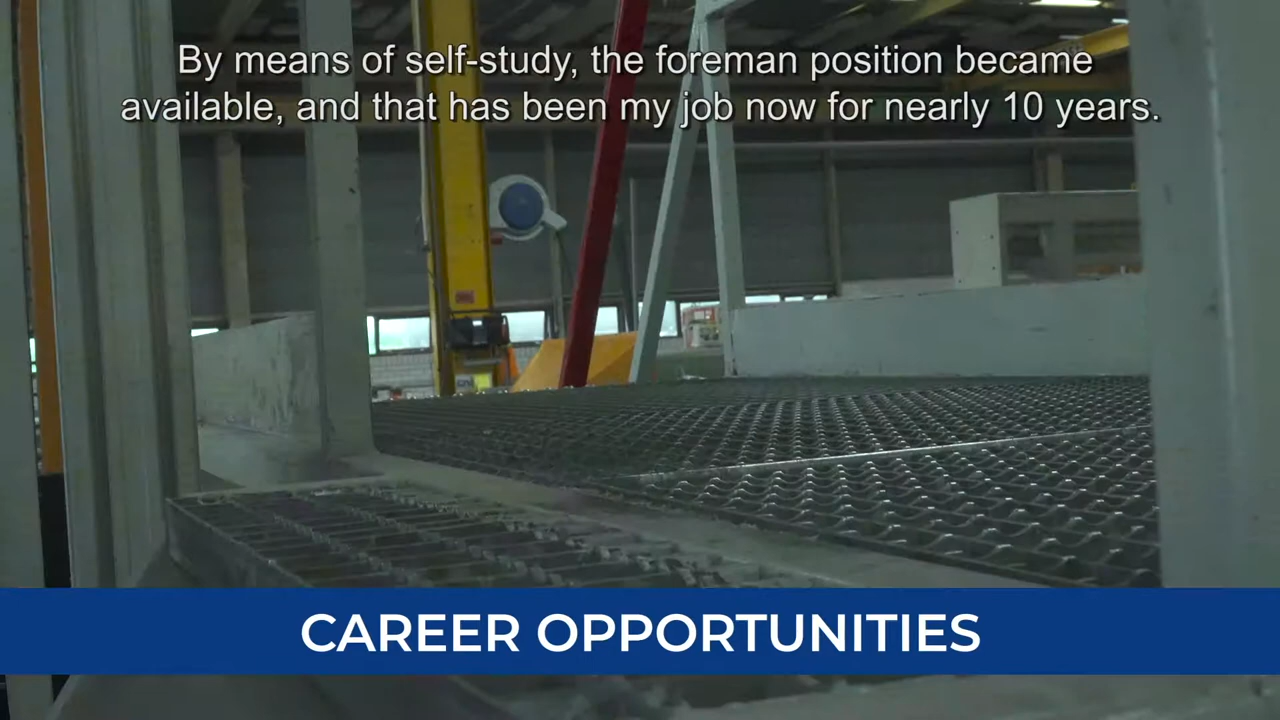 By means of self-study, the foreman position became
available, and that has been my job now for nearly 10 years.
CAREER OPPORTUNITIES